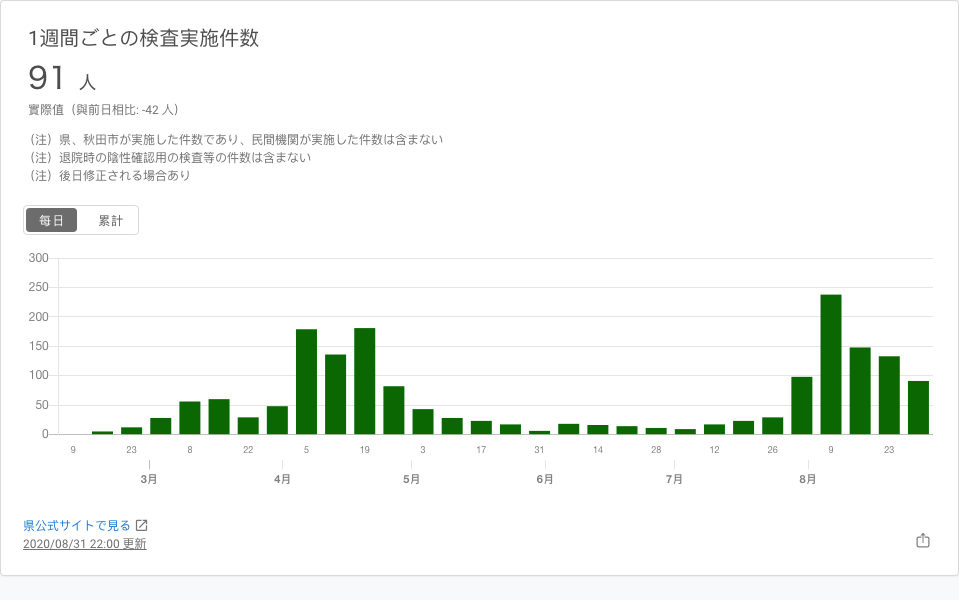 1週間ごとの検査実施件数
91 人
實際値（與前日相比: -42 人）
（注）県、秋田市が実施した件数であり、民間機関が実施した件数は含まない
（注）退院時の陰性確認用の検査等の件数は含まない
（注）後日修正される場合あり
每日 累計
300
250
200
150
100
50
0
9 23 8 22 5 19 3 17 31 14 28 12 26 9 23
3月 4月 5月 6月 7月 8月
県公式サイトで見る
2020/08/31 22:00 更新